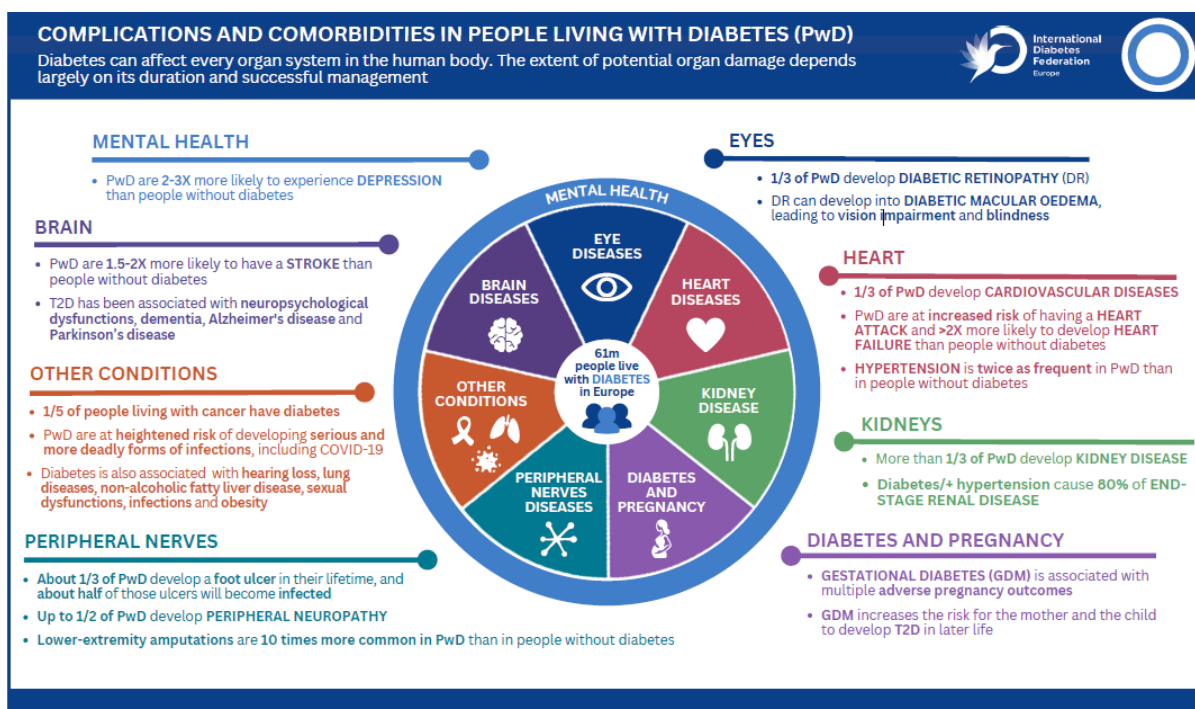 COMPLICATIONS AND COMORBIDITIES IN PEOPLE LIVING WITH DIABETES (PwD)
Diabetes can affect every organ system in the human body. The extent of potential organ damage depends
largely on its duration and successful management
International
Diabetes
Federation
Europe
MENTAL HEALTH
• PwD are 2-3X more likely to experience DEPRESSION
than people without diabetes
BRAIN
• PwD are 1.5-2X more likely to have a STROKE than
people without diabetes
• T2D has been associated with neuropsychological
dysfunctions, dementia, Alzheimer's disease and
Parkinson's disease
OTHER CONDITIONS
• 1/5 of people living with cancer have diabetes
• PwD are at heightened risk of developing serious and
more deadly forms of infections, including COVID-19
• Diabetes is also associated with hearing loss, lung
diseases, non-alcoholic fatty liver disease, sexual
dysfunctions, infections and obesity
PERIPHERAL NERVES
• About 1/3 of PwD develop a foot ulcer in their lifetime, and
about half of those ulcers will become infected
• Up to 1/2 of PwD develop PERIPHERAL NEUROPATHY
• Lower-extremity amputations are 10 times more common in PwD than in people without diabetes
MENTAL HEALTH
EYE
DISEASES
BRAIN
DISEASES
HEART
DISEASES
61m
people live
with DIABETES
in Europe
OTHER
CONDITIONS
KIDNEY
DISEASE
PERIPHERAL
NERVES
DISEASES
DIABETES
AND
PREGNANCY
EYES
• 1/3 of PwD develop DIABETIC RETINOPATHY (DR)
• DR can develop into DIABETIC MACULAR OEDEMA,
leading to vision impairment and blindness
HEART
• 1/3 of PwD develop CARDIOVASCULAR DISEASES
• PwD are at increased risk of having a HEART
ATTACK and >2X more likely to develop HEART
FAILURE than people without diabetes
• HYPERTENSION is twice as frequent in PwD than
in people without diabetes
KIDNEYS
• More than 1/3 of PwD develop KIDNEY DISEASE
• Diabetes/+ hypertension cause 80% of END-
STAGE RENAL DISEASE
DIABETES AND PREGNANCY
• GESTATIONAL DIABETES (GDM) is associated with
multiple adverse pregnancy outcomes
• GDM increases the risk for the mother and the child
to develop T2D in later life